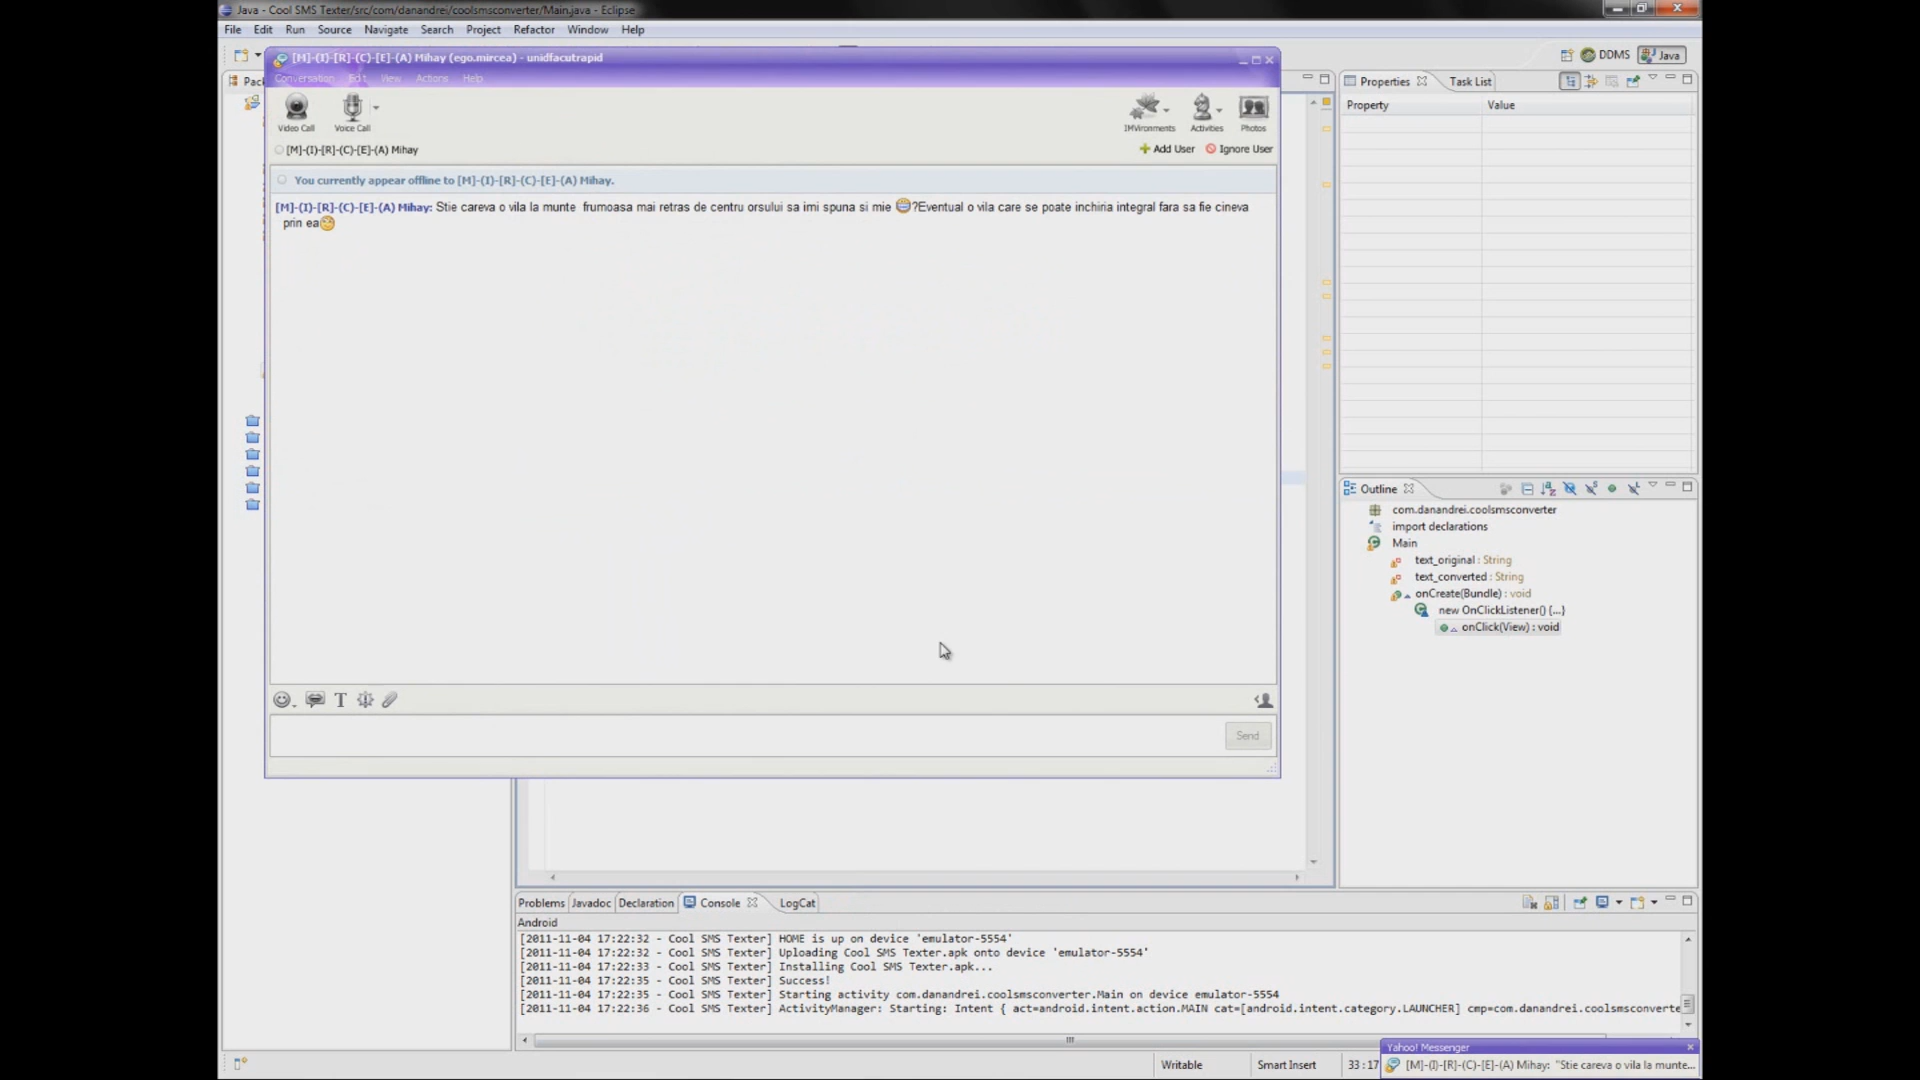 Java - Cool SMS Texter/src/com/danandrei/coolsmsconverter/Main.java - Eclipse
File Edit Run Source Navigate Search Project Refactor Window Help
[M]-(I)-[R]-(C)-[E]-(A) Mihay (ego.mircea) - unidfacutrapid
DDMS Java
Conversation Edit View Actions Help
Pack
Properties Task List
Property Value
Video Call Voice Call IMVironments Activities Photos
[M]-(I)-[R]-(C)-[E]-(A) Mihay Add User Ignore User
You currently appear offline to [M]-(I)-[R]-(C)-[E]-(A) Mihay.
[M]-(I)-[R]-(C)-[E]-(A) Mihay: Stie careva o vila la munte frumoasa mai retras de centru orsului sa imi spuna si mie ?Eventual o vila care se poate inchiria integral fara sa fie cineva
prin ea
Outline
com.danandrei.coolsmsconverter
import declarations
Main
text_original : String
text_converted : String
onCreate(Bundle) : void
new OnClickListener() {...}
onClick(View) : void
Send
Problems Javadoc Declaration Console LogCat
Android
[2011-11-04 17:22:32 - Cool SMS Texter] HOME is up on device 'emulator-5554'
[2011-11-04 17:22:32 - Cool SMS Texter] Uploading Cool SMS Texter.apk onto device 'emulator-5554'
[2011-11-04 17:22:33 - Cool SMS Texter] Installing Cool SMS Texter.apk...
[2011-11-04 17:22:35 - Cool SMS Texter] Success!
[2011-11-04 17:22:35 - Cool SMS Texter] Starting activity com.danandrei.coolsmsconverter.Main on device emulator-5554
[2011-11-04 17:22:36 - Cool SMS Texter] ActivityManager: Starting: Intent { act=android.intent.action.MAIN cat=[android.intent.category.LAUNCHER] cmp=com.danandrei.coolsmsconverte
Yahoo! Messenger
Writable Smart Insert 33 : 17
[M]-(I)-[R]-(C)-[E]-(A) Mihay: "Stie careva o vila la munte...